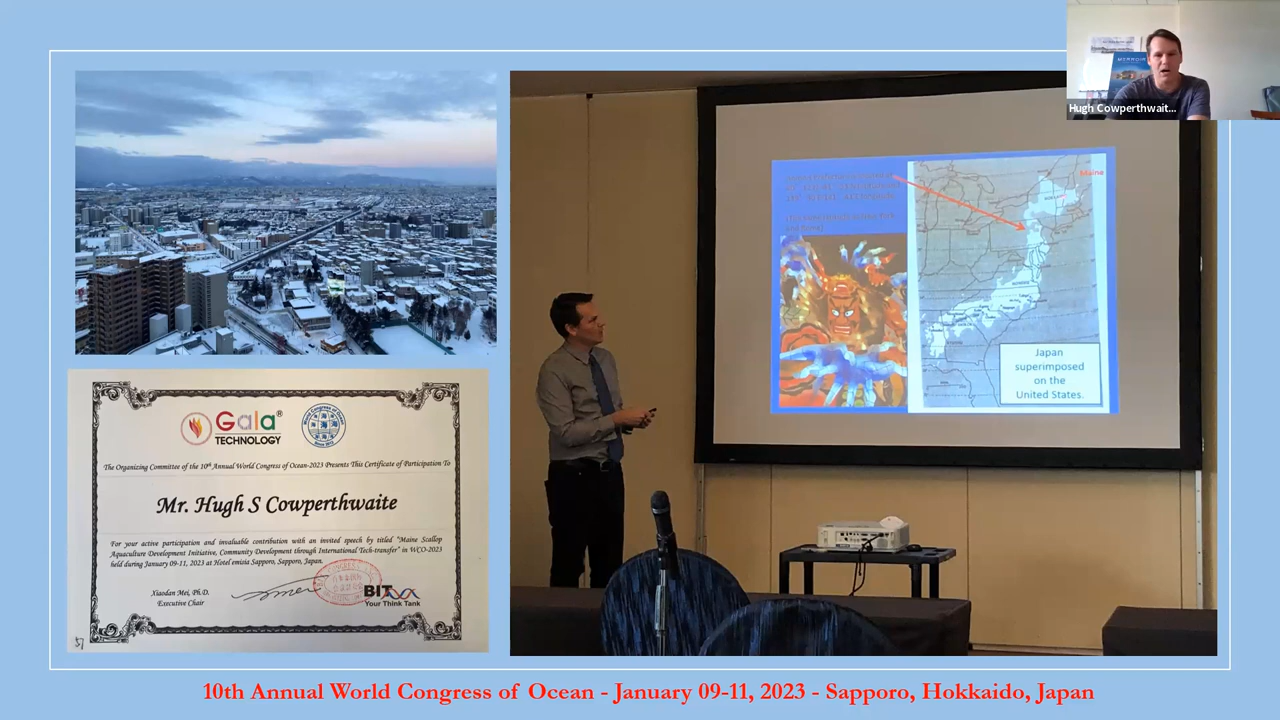 Hugh Cowperthwait...
MERROIR
Maine
HOKKAIDO
Japan
superimposed
on the
United States.
Gala®
TECHNOLOGY
The Organizing Committee of the 10th Annual World Congress of Ocean-2023 Presents This Certificate of Participation To
Mr. Hugh S Cowperthwaite
For your active participation and invaluable contribution with an invited speech by titled "Maine Scallop
Aquaculture Development Initiative, Community Development through International Tech-transfer" in WCO-2023
held during January 09-11, 2023 at Hotel emisia Sapporo, Sapporo, Japan.
Xiaodan Mei, Ph.D.
Executive Chair
BIT
Your Think Tank
57
10th Annual World Congress of Ocean - January 09-11, 2023 - Sapporo, Hokkaido, Japan